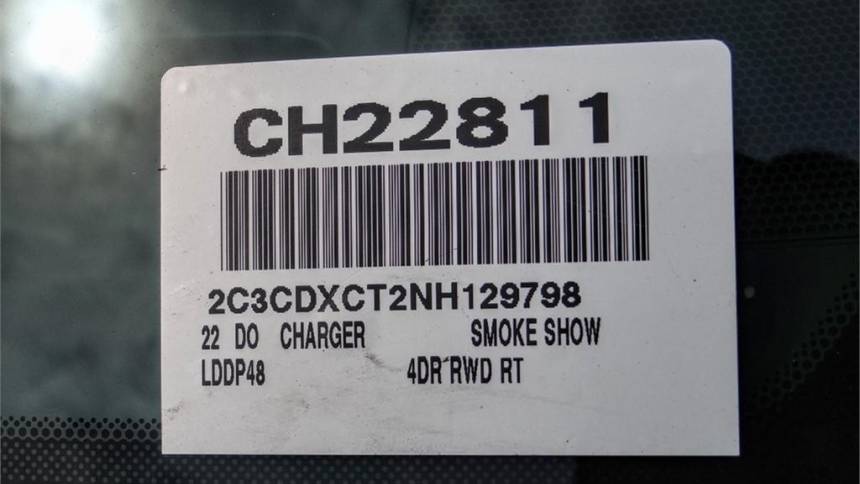 CH22811
2C3CDXCT2NH129798
22 DO CHARGER SMOKE SHOW
LDDP48 4DR RWD RT